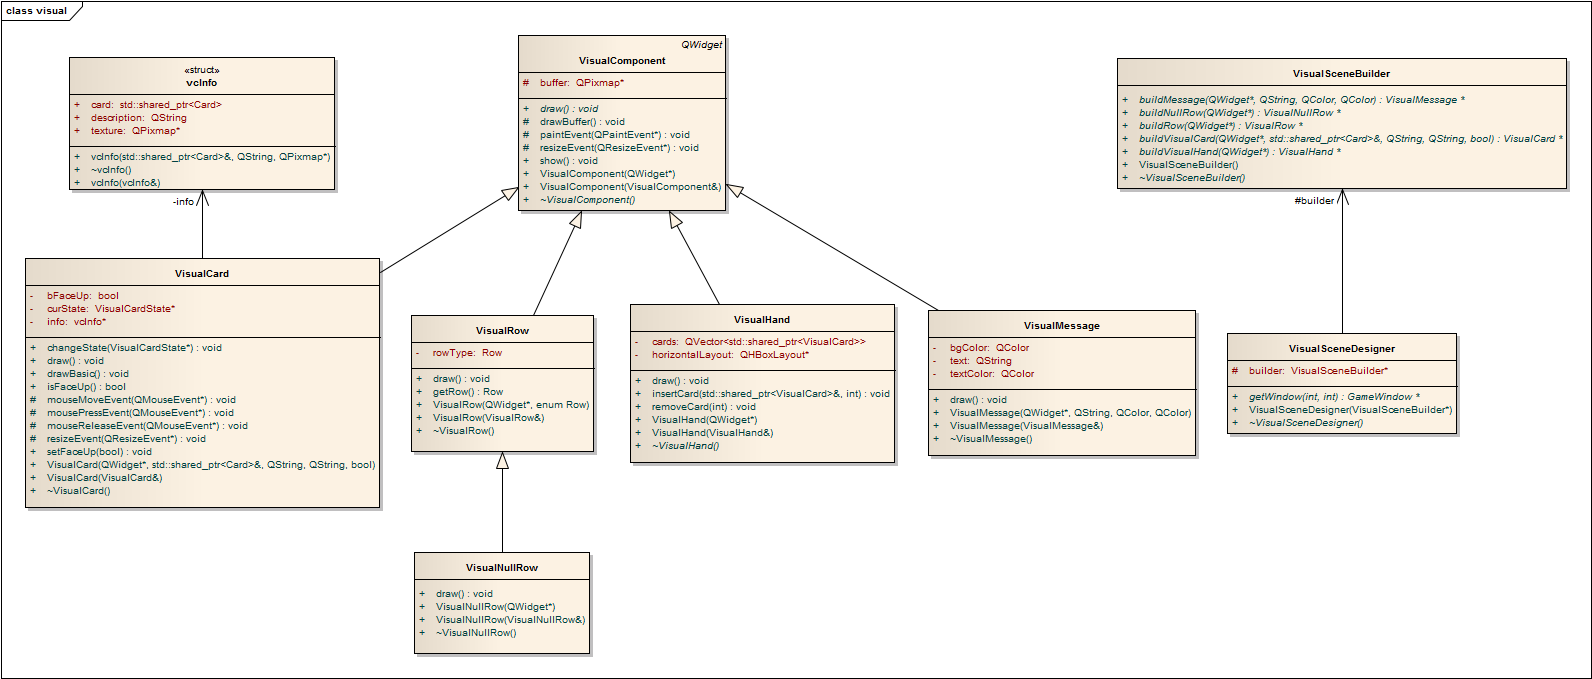 class visual
«struct»
vcInfo
+ card: std::shared_ptr<Card>
+ description: QString
+ texture: QPixmap*
+ vcInfo(std::shared_ptr<Card>&, QString, QPixmap*)
+ ~vcInfo()
+ vcInfo(vcInfo&)
-info
QWidget
VisualComponent
# buffer: QPixmap*
+ draw() : void
# drawBuffer() : void
# paintEvent(QPaintEvent*) : void
# resizeEvent(QResizeEvent*) : void
+ show() : void
+ VisualComponent(QWidget*)
+ VisualComponent(VisualComponent&)
+ ~VisualComponent()
VisualSceneBuilder
+ buildMessage(QWidget*, QString, QColor, QColor) : VisualMessage *
+ buildNullRow(QWidget*) : VisualNullRow *
+ buildRow(QWidget*) : VisualRow *
+ buildVisualCard(QWidget*, std::shared_ptr<Card>&, QString, QString, bool) : VisualCard *
+ buildVisualHand(QWidget*) : VisualHand *
+ VisualSceneBuilder()
+ ~VisualSceneBuilder()
#builder
VisualCard
- bFaceUp: bool
- curState: VisualCardState*
- info: vcInfo*
+ changeState(VisualCardState*) : void
+ draw() : void
+ drawBasic() : void
+ isFaceUp() : bool
# mouseMoveEvent(QMouseEvent*) : void
# mousePressEvent(QMouseEvent*) : void
# mouseReleaseEvent(QMouseEvent*) : void
# resizeEvent(QResizeEvent*) : void
+ setFaceUp(bool) : void
+ VisualCard(QWidget*, std::shared_ptr<Card>&, QString, QString, bool)
+ VisualCard(VisualCard&)
+ ~VisualCard()
VisualRow
- rowType: Row
+ draw() : void
+ getRow() : Row
+ VisualRow(QWidget*, enum Row)
+ VisualRow(VisualRow&)
+ ~VisualRow()
VisualHand
- cards: QVector<std::shared_ptr<VisualCard>>
- horizontalLayout: QHBoxLayout*
+ draw() : void
+ insertCard(std::shared_ptr<VisualCard>&, int) : void
+ removeCard(int) : void
+ VisualHand(QWidget*)
+ VisualHand(VisualHand&)
+ ~VisualHand()
VisualMessage
- bgColor: QColor
- text: QString
- textColor: QColor
+ draw() : void
+ VisualMessage(QWidget*, QString, QColor, QColor)
+ VisualMessage(VisualMessage&)
+ ~VisualMessage()
VisualSceneDesigner
# builder: VisualSceneBuilder*
+ getWindow(int, int) : GameWindow *
+ VisualSceneDesigner(VisualSceneBuilder*)
+ ~VisualSceneDesigner()
VisualNullRow
+ draw() : void
+ VisualNullRow(QWidget*)
+ VisualNullRow(VisualNullRow&)
+ ~VisualNullRow()